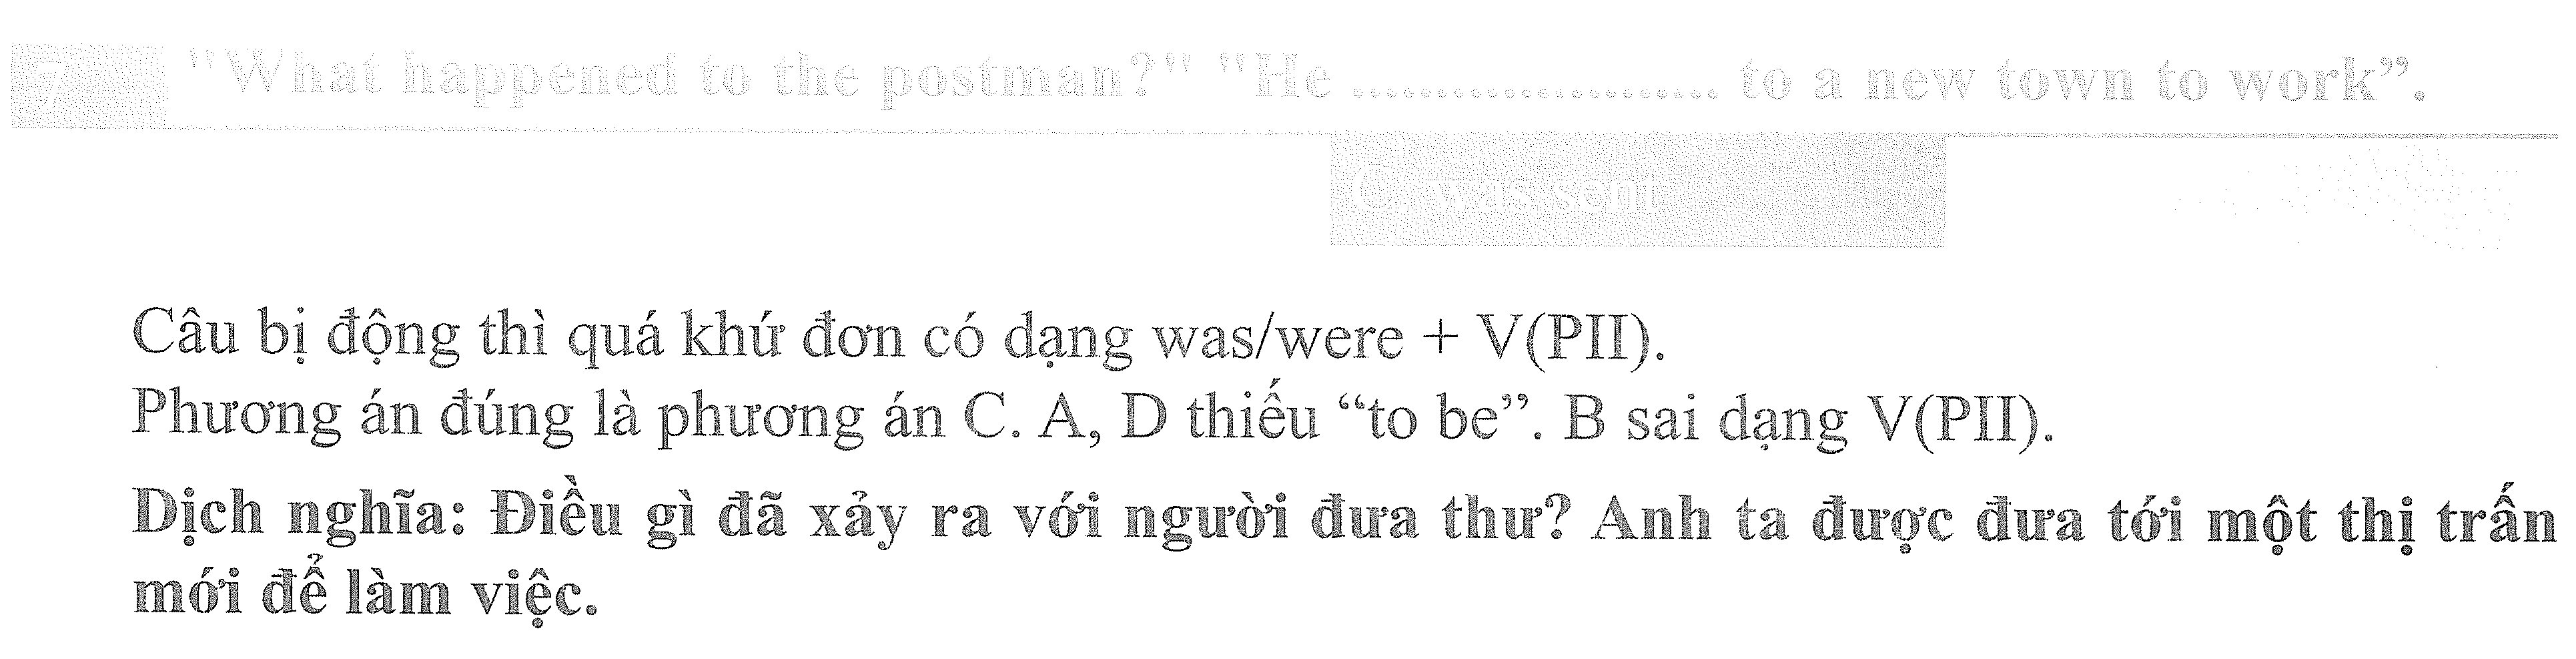 7 "What happened to the postman?" "He ...................... to a new town to work”.
C. was sent
Câu bị động thì quá khứ đơn có dạng was/were + V(PII).
Phương án đúng là phương án C. A, D thiếu “to be”. B sai dạng V(PII).
Dịch nghĩa: Điều gì đã xảy ra với người đưa thư? Anh ta được đưa tới một thị trấn
mới để làm việc.